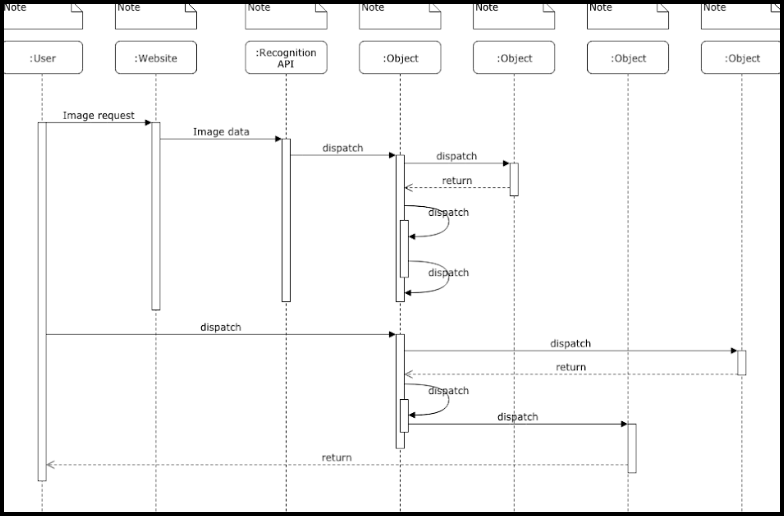 Note
Note
Note
Note
Note
Note
Note
:User
:Website
:Recognition
API
:Object
:Object
:Object
:Object
Image request
Image data
dispatch
dispatch
return
dispatch
dispatch
dispatch
dispatch
return
dispatch
dispatch
return